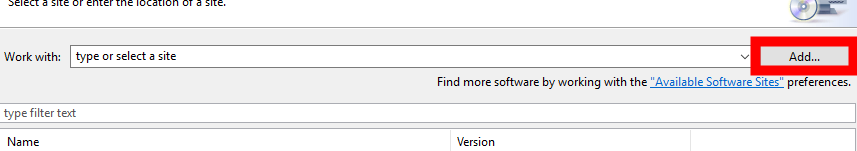 Select a site or enter the location of a site.
Work with: type or select a site Add...
Find more software by working with the "Available Software Sites" preferences.
type filter text
Name Version